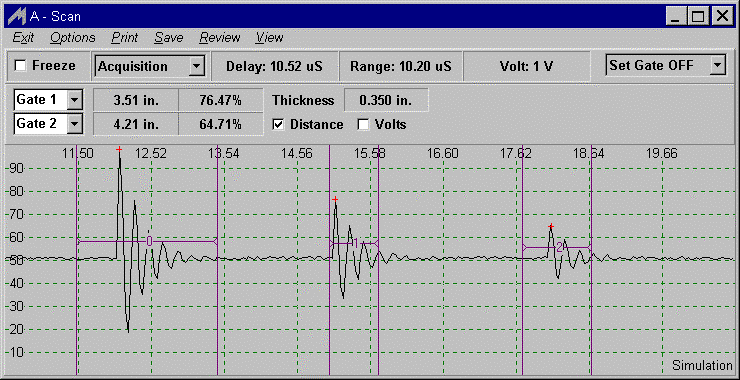 A - Scan
Exit Options Print Save Review View
Freeze Acquisition Delay: 10.52 uS Range: 10.20 uS Volt: 1 V Set Gate OFF
Gate 1 3.51 in. 76.47% Thickness 0.350 in.
Gate 2 4.21 in. 64.71% Distance Volts
11.50 12.52 13.54 14.56 15.58 16.60 17.62 18.64 19.66
90
80
70
60
0 1 2
50
40
30
20
10
Simulation